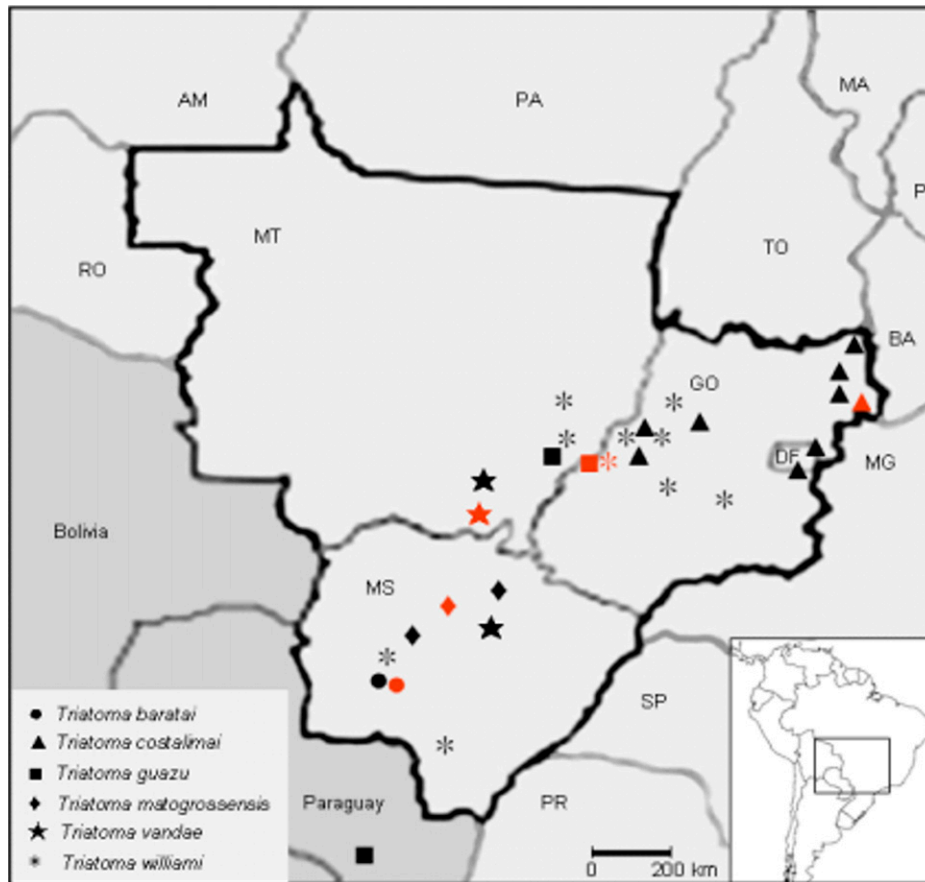 AM
PA
MA
P
MT
TO
RO
BA
GO
DF
MG
Bolivia
MS
SP
Triatoma baratai
Triatoma costalimai
Triatoma guazu
Triatoma matogrossensis
Triatoma vandae
Triatoma williami
Paraguay
PR
0 200 km